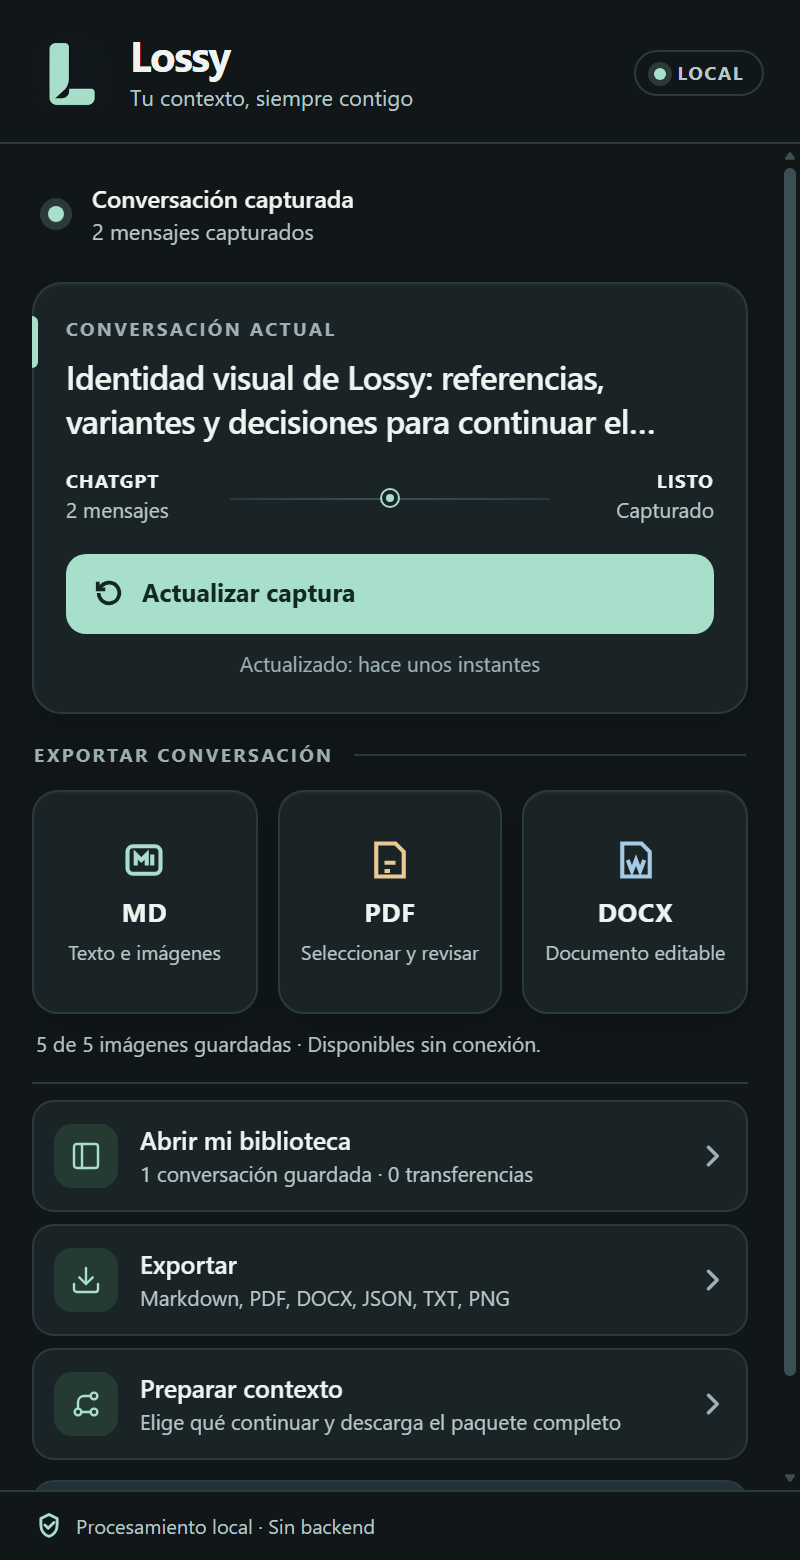 Lossy
Tu contexto, siempre contigo
LOCAL
Conversación capturada
2 mensajes capturados
CONVERSACIÓN ACTUAL
Identidad visual de Lossy: referencias,
variantes y decisiones para continuar el...
CHATGPT
LISTO
2 mensajes
Capturado
Actualizar captura
Actualizado: hace unos instantes
EXPORTAR CONVERSACIÓN
MD
Texto e imágenes
PDF
Seleccionar y revisar
DOCX
Documento editable
5 de 5 imágenes guardadas · Disponibles sin conexión.
Abrir mi biblioteca
1 conversación guardada · 0 transferencias
Exportar
Markdown, PDF, DOCX, JSON, TXT, PNG
Preparar contexto
Elige qué continuar y descarga el paquete completo
Procesamiento local · Sin backend